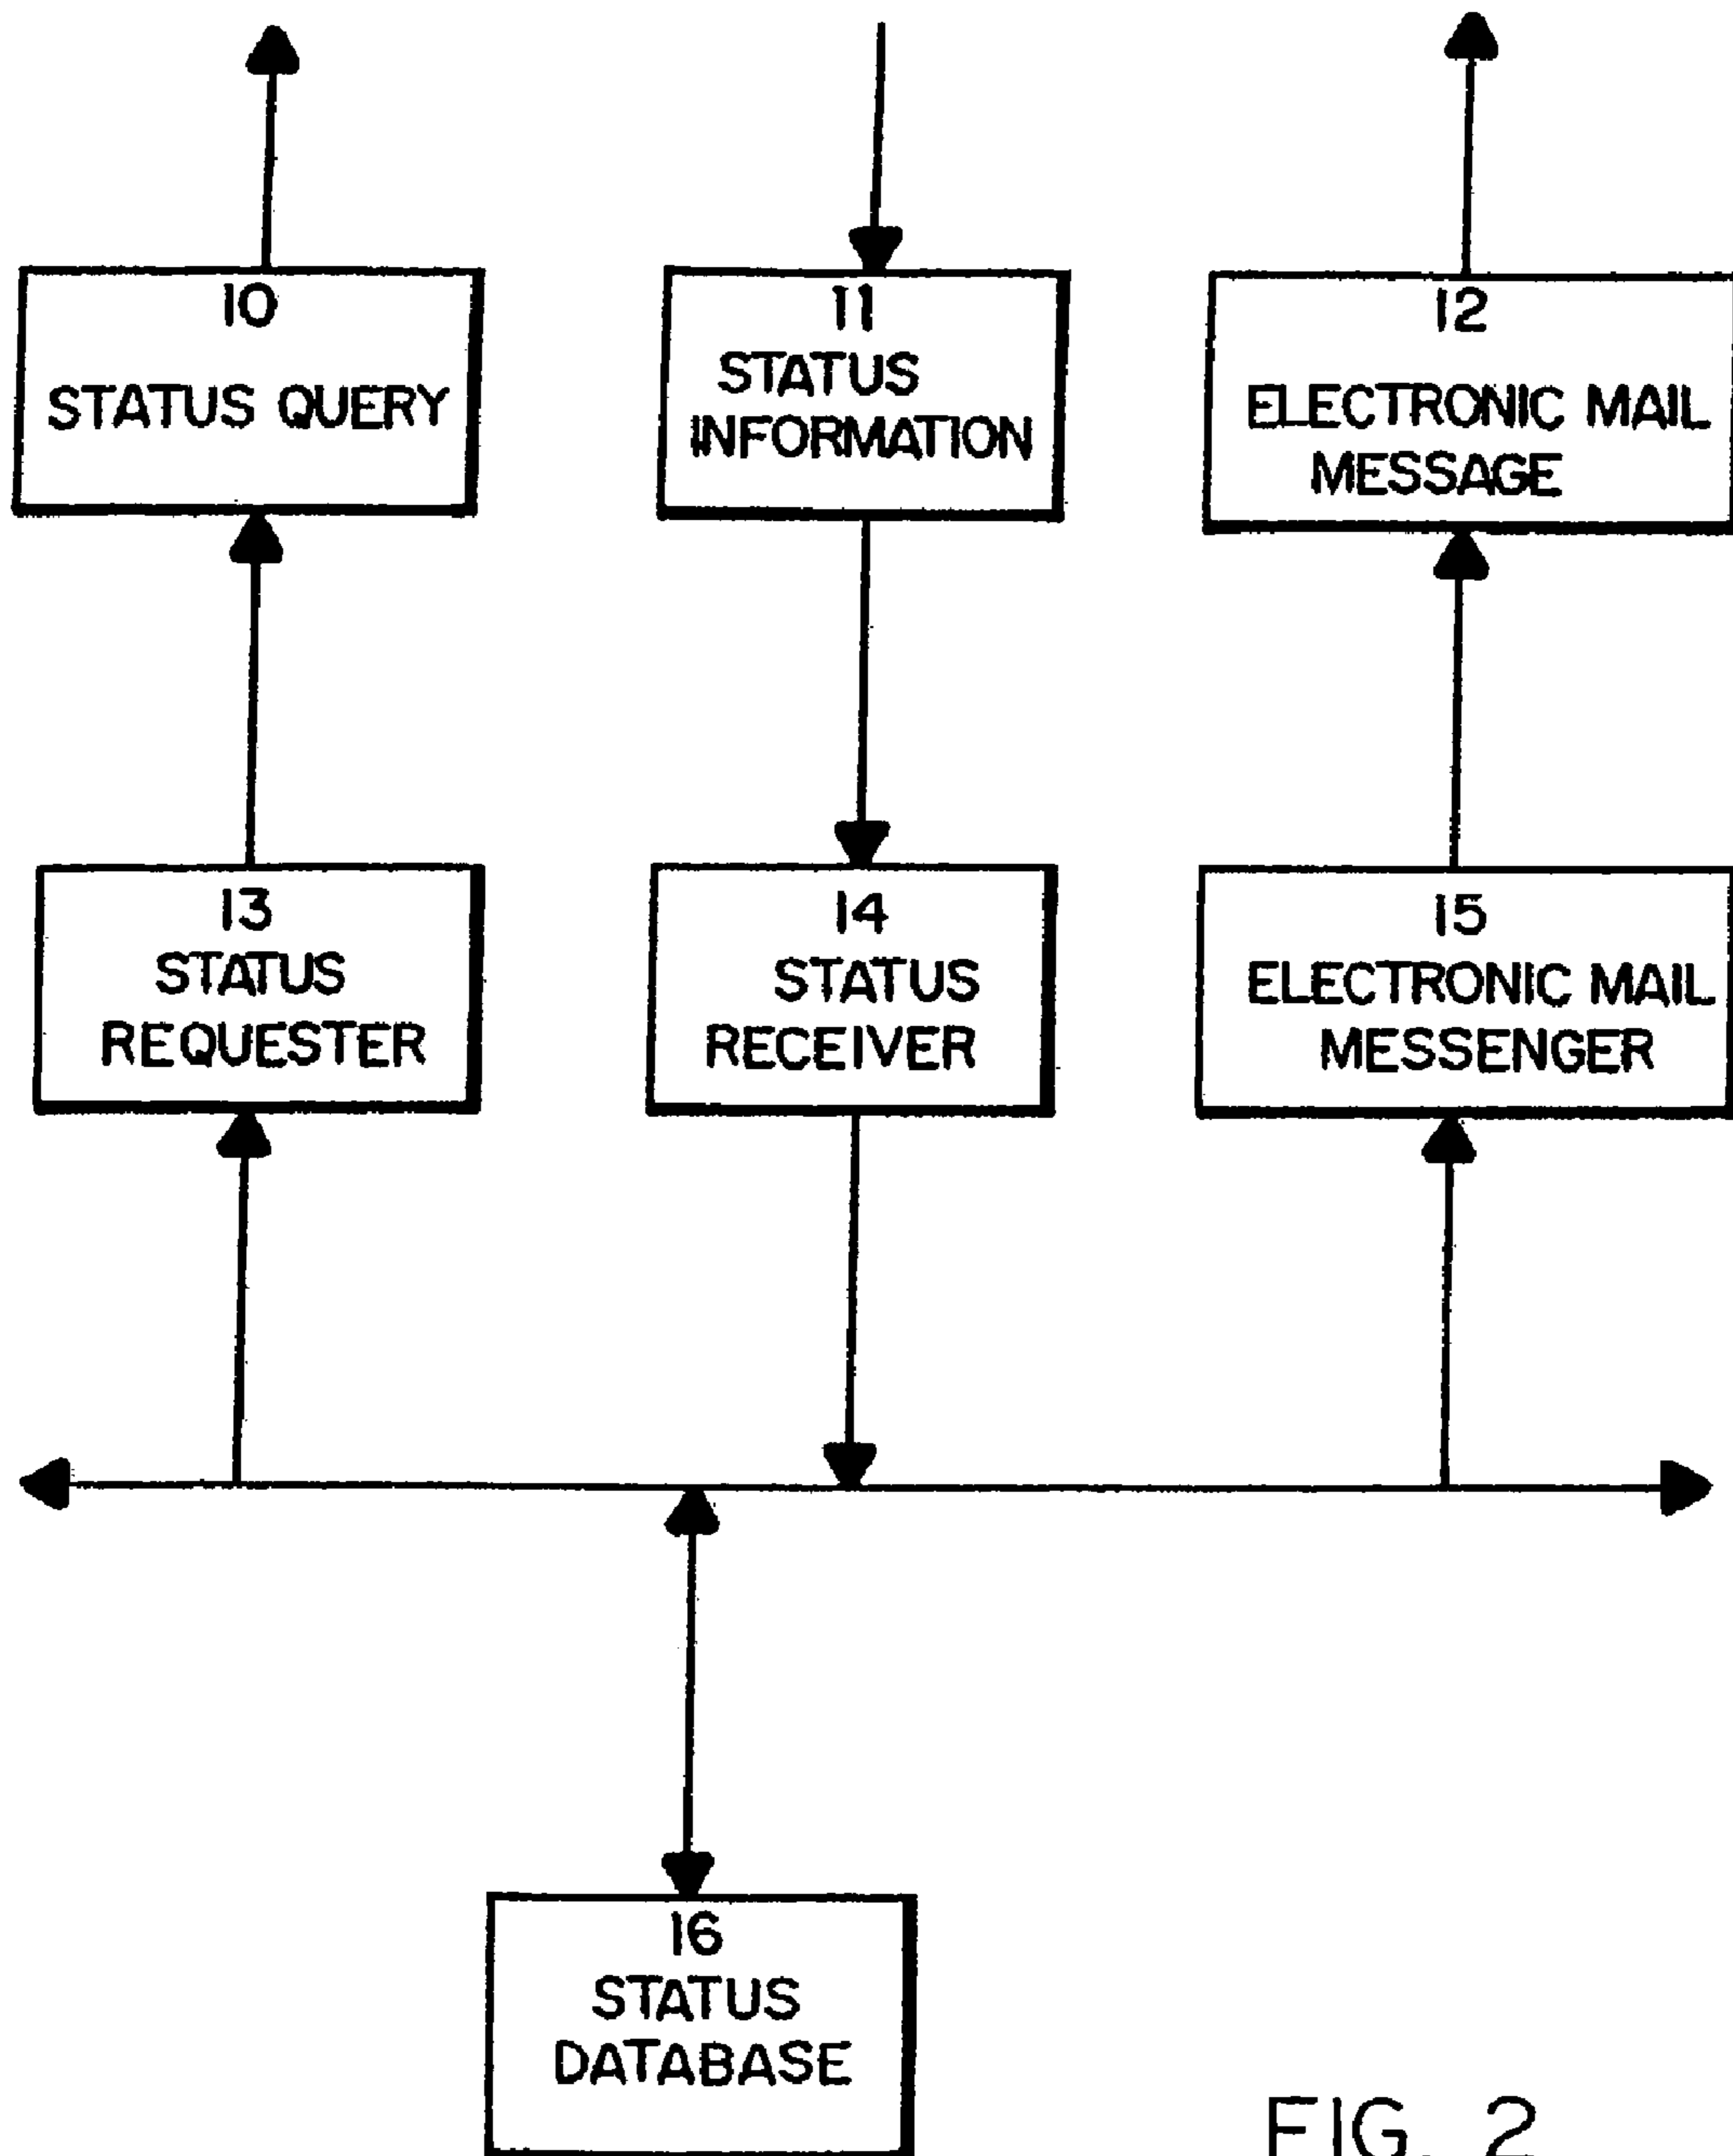 10
STATUS QUERY
11
STATUS
INFORMATION
12
ELECTRONIC MAIL
MESSAGE
13
STATUS
REQUESTER
14
STATUS
RECEIVER
15
ELECTRONIC MAIL
MESSENGER
16
STATUS
DATABASE
FIG. 2